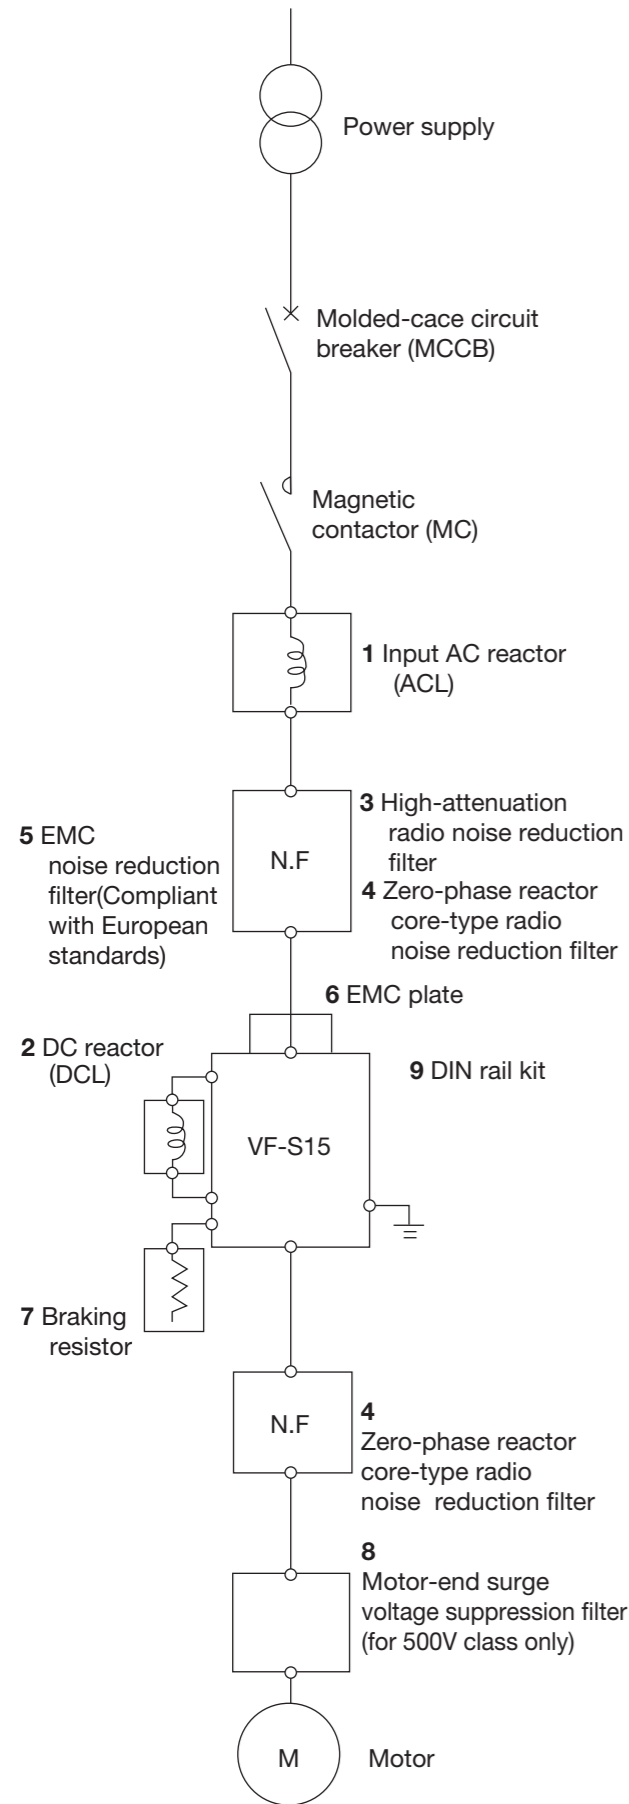 Power supply
Molded-cace circuit
breaker (MCCB)
Magnetic
contactor (MC)
1 Input AC reactor
(ACL)
3 High-attenuation
radio noise reduction
filter
4 Zero-phase reactor
core-type radio
noise reduction filter
5 EMC
noise reduction
filter(Compliant
with European
standards)
N.F
6 EMC plate
2 DC reactor
(DCL)
9 DIN rail kit
VF-S15
7 Braking
resistor
N.F
4
Zero-phase reactor
core-type radio
noise reduction filter
8
Motor-end surge
voltage suppression filter
(for 500V class only)
M
Motor